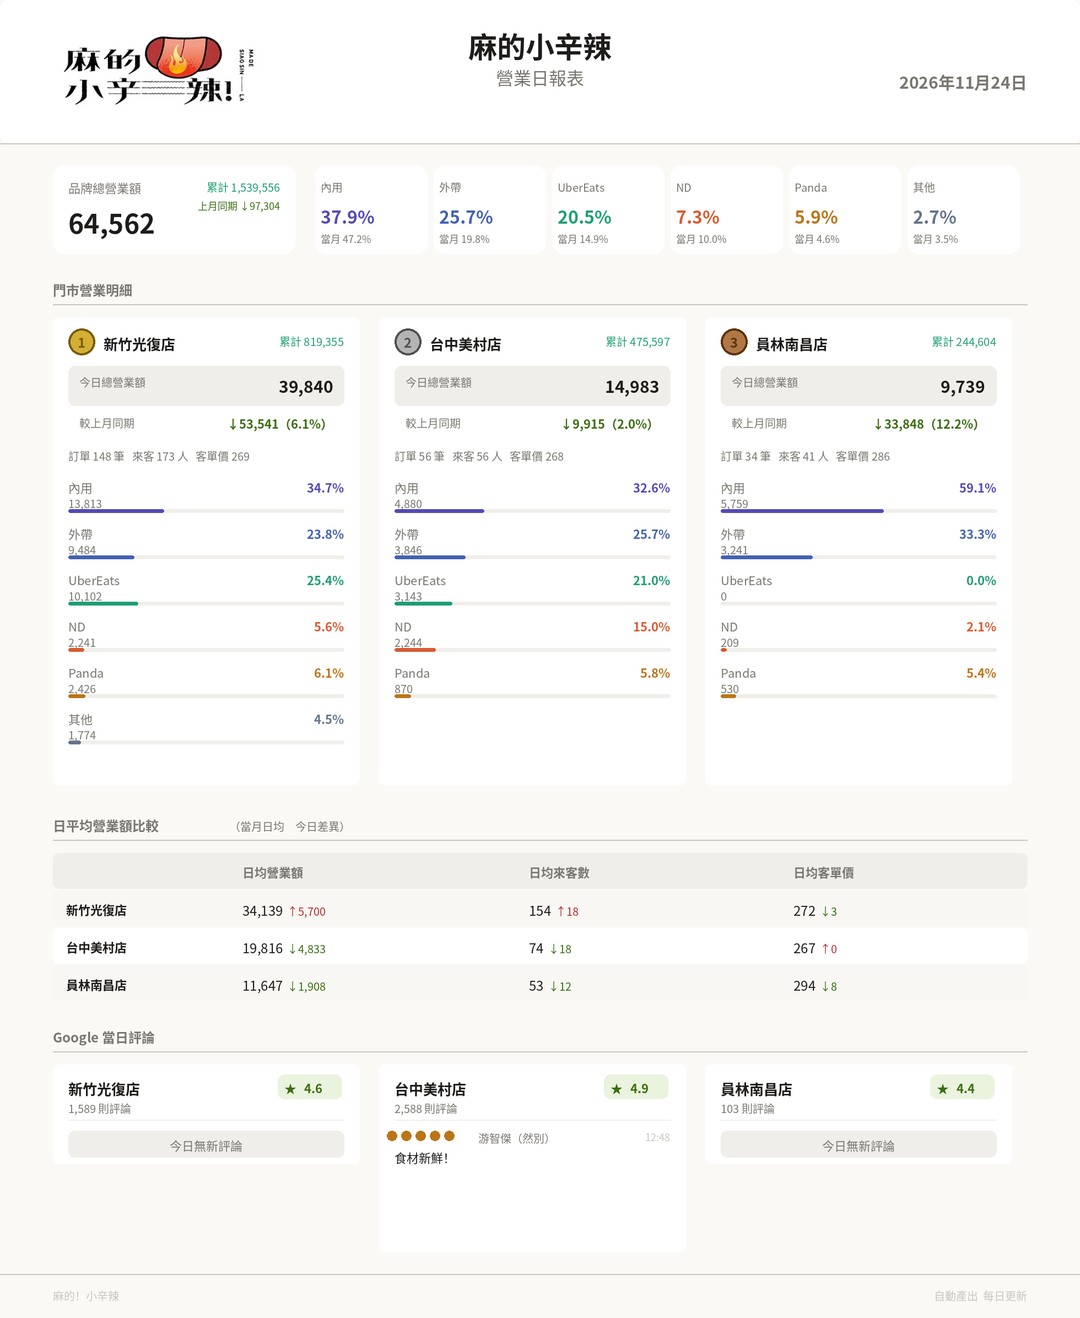 麻的
小辛辣!
MADE
SIAO SIN LA
麻的小辛辣
營業日報表
2026年11月24日
品牌總營業額
累計 1,539,556
上月同期 ↓97,304
64,562
內用
37.9%
當月 47.2%
外帶
25.7%
當月 19.8%
UberEats
20.5%
當月 14.9%
ND
7.3%
當月 10.0%
Panda
5.9%
當月 4.6%
其他
2.7%
當月 3.5%
門市營業明細
1 新竹光復店 累計 819,355
今日總營業額 39,840
較上月同期 ↓53,541 (6.1%)
訂單 148 筆 來客 173 人 客單價 269
內用 34.7%
13,813
外帶 23.8%
9,484
UberEats 25.4%
10,102
ND 5.6%
2,241
Panda 6.1%
2,426
其他 4.5%
1,774
2 台中美村店 累計 475,597
今日總營業額 14,983
較上月同期 ↓9,915 (2.0%)
訂單 56 筆 來客 56 人 客單價 268
內用 32.6%
4,880
外帶 25.7%
3,846
UberEats 21.0%
3,143
ND 15.0%
2,244
Panda 5.8%
870
3 員林南昌店 累計 244,604
今日總營業額 9,739
較上月同期 ↓33,848 (12.2%)
訂單 34 筆 來客 41 人 客單價 286
內用 59.1%
5,759
外帶 33.3%
3,241
UberEats 0.0%
0
ND 2.1%
209
Panda 5.4%
530
日平均營業額比較 （當月日均 今日差異）
日均營業額 日均來客數 日均客單價
新竹光復店 34,139 ↑5,700 154 ↑18 272 ↓3
台中美村店 19,816 ↓4,833 74 ↓18 267 ↑0
員林南昌店 11,647 ↓1,908 53 ↓12 294 ↓8
Google 當日評論
新竹光復店 ★ 4.6
1,589 則評論
今日無新評論
台中美村店 ★ 4.9
2,588 則評論
游智傑（然別） 12:48
食材新鮮！
員林南昌店 ★ 4.4
103 則評論
今日無新評論
麻的！小辛辣
自動產出 每日更新